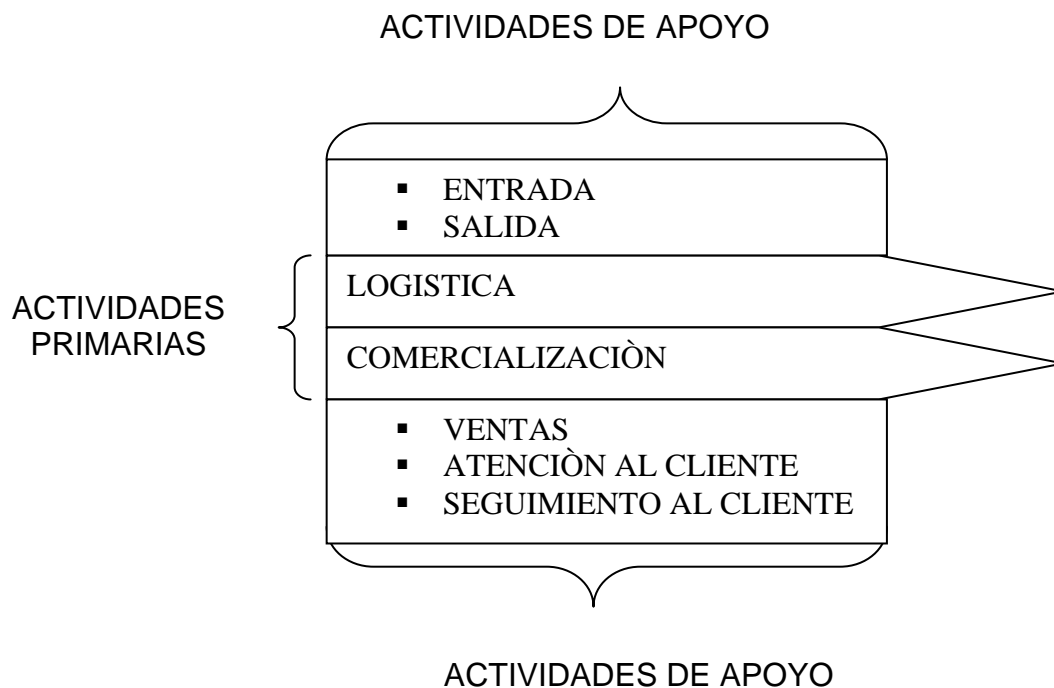 ACTIVIDADES DE APOYO
▪ ENTRADA
▪ SALIDA
ACTIVIDADES
PRIMARIAS
LOGISTICA
COMERCIALIZACIÒN
▪ VENTAS
▪ ATENCIÒN AL CLIENTE
▪ SEGUIMIENTO AL CLIENTE
ACTIVIDADES DE APOYO